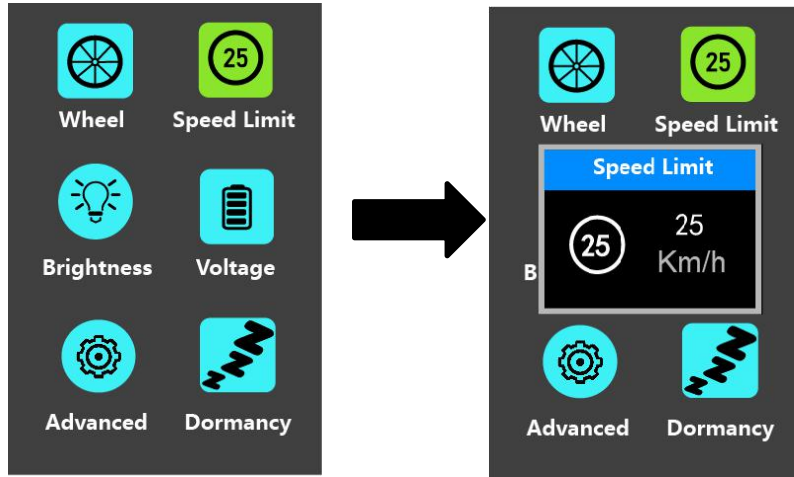 25
Wheel Speed Limit
Brightness Voltage
Advanced Dormancy
25
Wheel Speed Limit
Speed Limit
25 25
Km/h
B
Advanced Dormancy